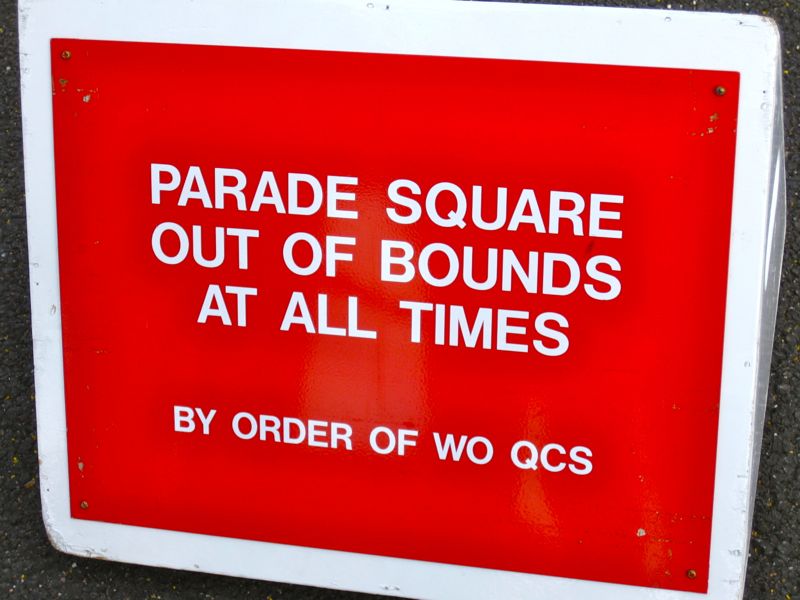 PARADE SQUARE
OUT OF BOUNDS
AT ALL TIMES
BY ORDER OF WO QCS